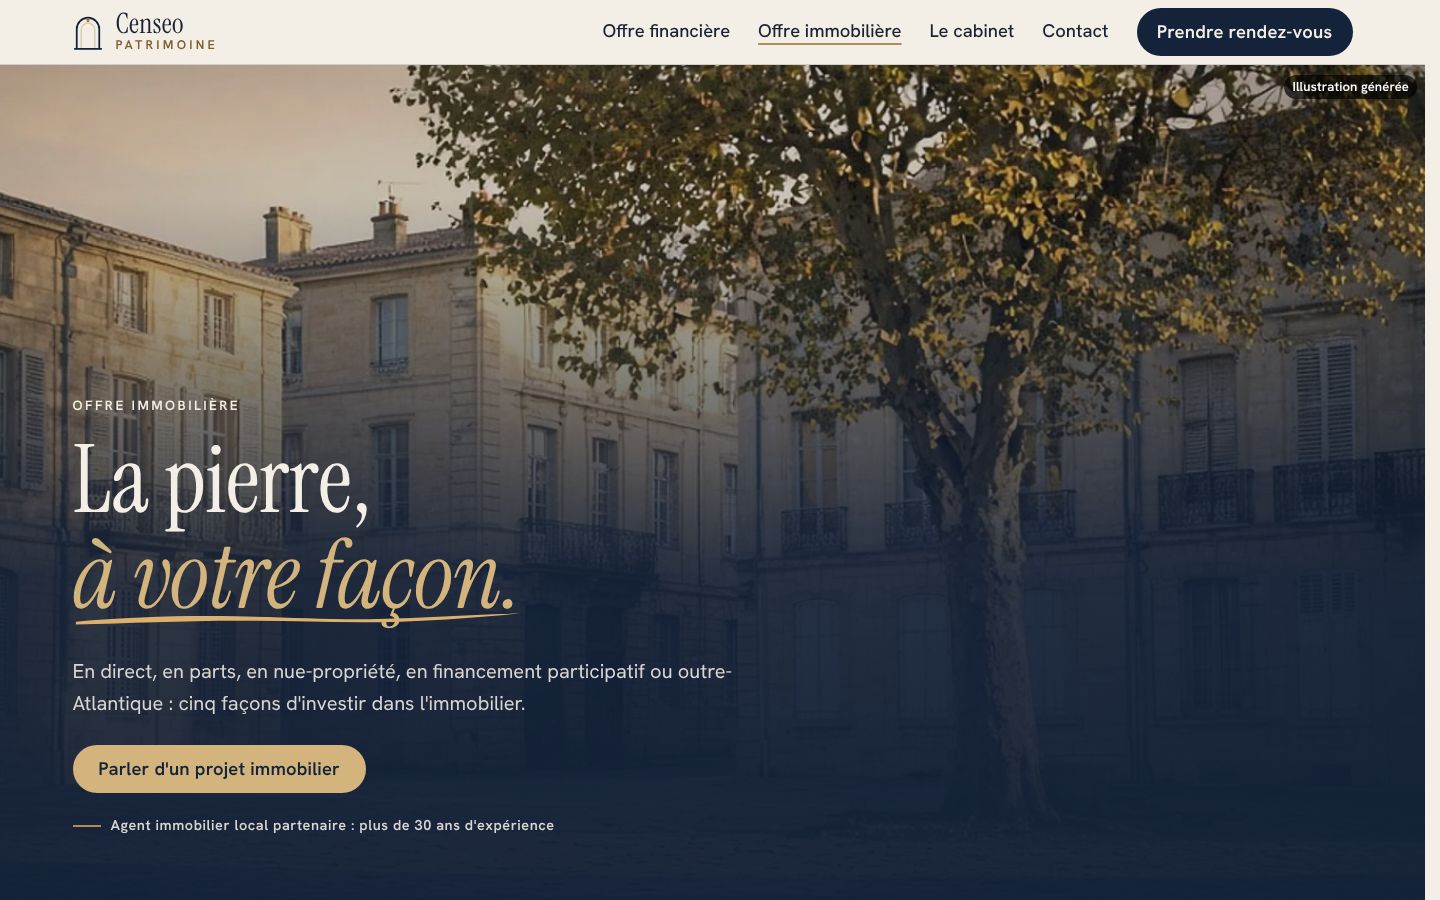 Censeo
PATRIMOINE
Offre financière
Offre immobilière
Le cabinet
Contact
Prendre rendez-vous
Illustration générée
OFFRE IMMOBILIÈRE
La pierre,
à votre façon.
En direct, en parts, en nue-propriété, en financement participatif ou outre-
Atlantique : cinq façons d'investir dans l'immobilier.
Parler d'un projet immobilier
Agent immobilier local partenaire : plus de 30 ans d'expérience